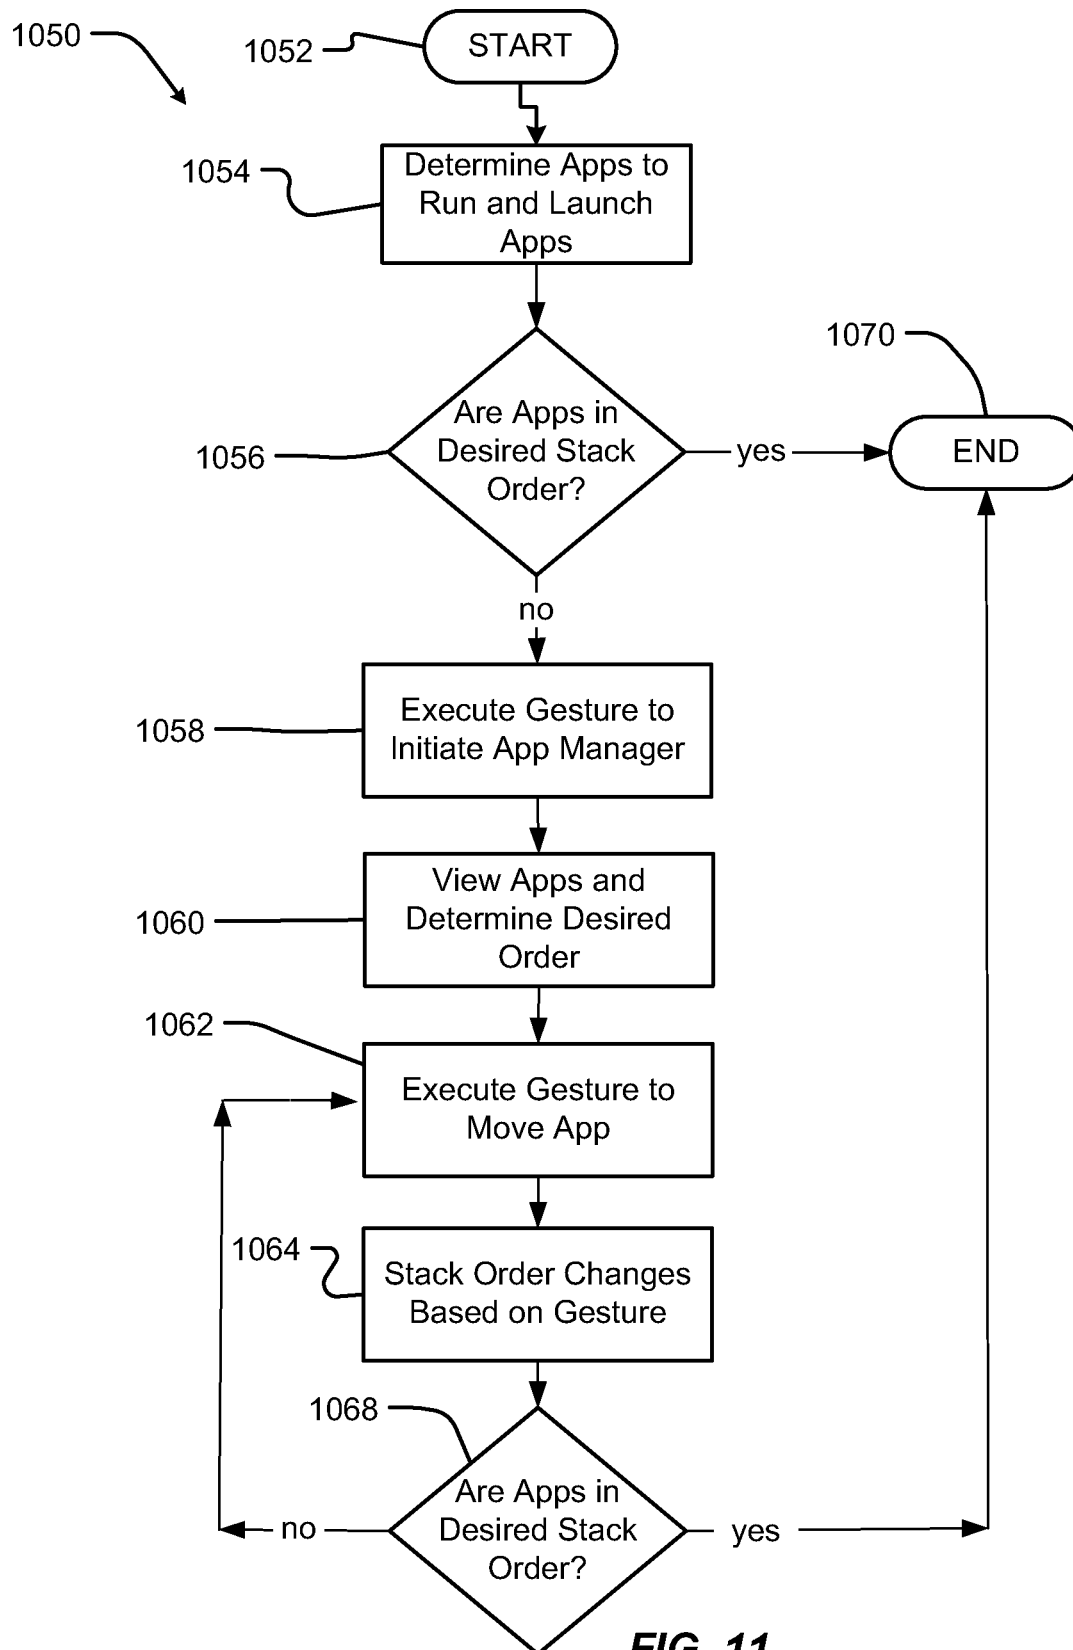 1050
1052
START
1054
Determine Apps to
Run and Launch
Apps
1070
1056
Are Apps in
Desired Stack
Order?
yes
END
no
1058
Execute Gesture to
Initiate App Manager
1060
View Apps and
Determine Desired
Order
1062
Execute Gesture to
Move App
1064
Stack Order Changes
Based on Gesture
1068
Are Apps in
Desired Stack
Order?
no
yes
FIG. 11